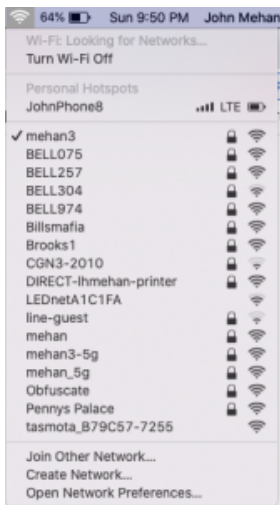 64% Sun 9:50 PM John Mehan
Wi-Fi: Looking for Networks...
Turn Wi-Fi Off
Personal Hotspots
JohnPhone8 LTE
✓ mehan3
BELL075
BELL257
BELL304
BELL974
Billsmafia
Brooks1
CGN3-2010
DIRECT-lhmehan-printer
LEDnetA1C1FA
line-guest
mehan
mehan3-5g
mehan_5g
Obfuscate
Pennys Palace
tasmota_B79C57-7255
Join Other Network...
Create Network...
Open Network Preferences...